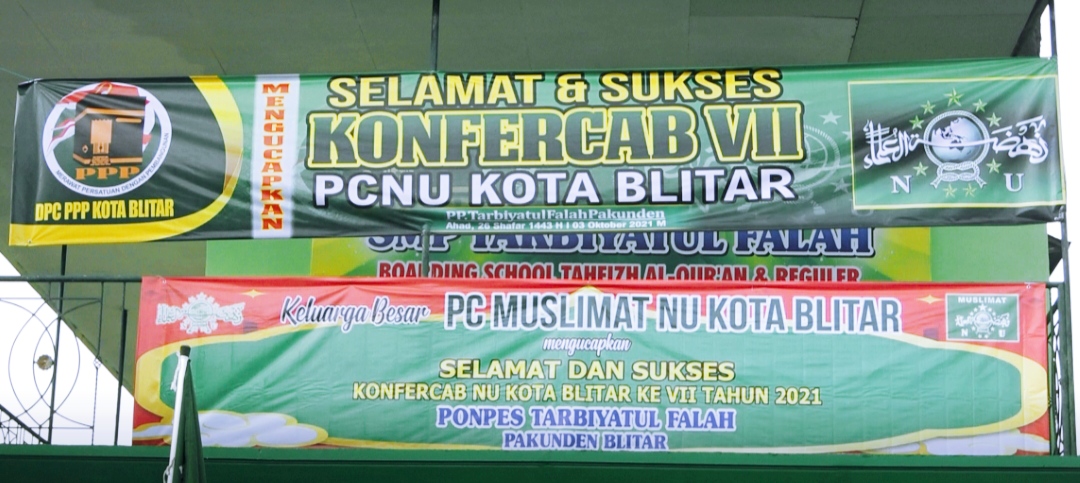 SELAMAT & SUKSES
MENGUCAPKAN
KONFERCAB VII
PPP
PCNU KOTA BLITAR
N U
DPC PPP KOTA BLITAR
PP.TarbiyatulFalahPakunden
Ahad, 26 Shafar 1443 H I 03 Oktober 2021 M
SMP TARBIYATUL FALAH
BOARDING SCHOOL TAHFIZH AL-QUR'AN & REGULER
Keluarga Besar PC MUSLIMAT NU KOTA BLITAR
MUSLIMAT
N U
mengucapkan
SELAMAT DAN SUKSES
KONFERCAB NU KOTA BLITAR KE VII TAHUN 2021
PONPES TARBIYATUL FALAH
PAKUNDEN BLITAR